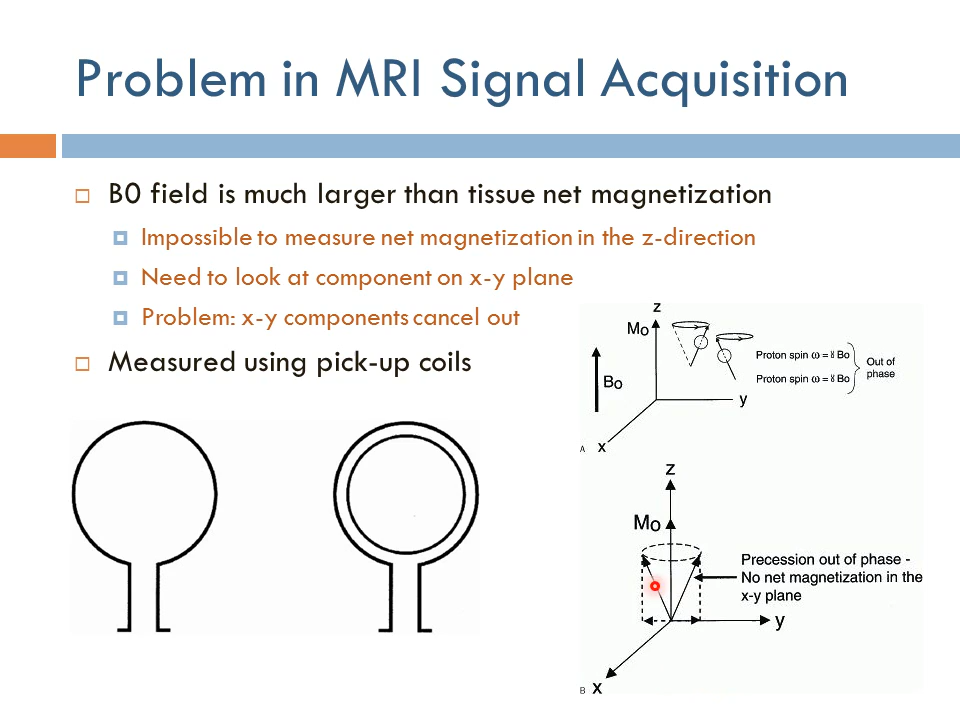 Problem in MRI Signal Acquisition
B0 field is much larger than tissue net magnetization
Impossible to measure net magnetization in the z-direction
Need to look at component on x-y plane
Problem: x-y components cancel out
Measured using pick-up coils
z
Mo
Bo
Proton spin ω = ४ Bo
Proton spin ω = ४ Bo
Out of
phase
y
A x
z
Mo
Precession out of phase -
No net magnetization in the
x-y plane
y
B x